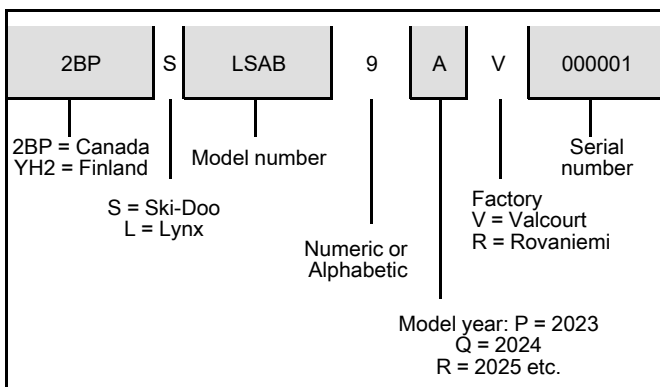 2BP S LSAB 9 A V 000001
2BP = Canada
YH2 = Finland
Model number
Serial
number
S = Ski-Doo
L = Lynx
Factory
V = Valcourt
R = Rovaniemi
Numeric or
Alphabetic
Model year: P = 2023
Q = 2024
R = 2025 etc.